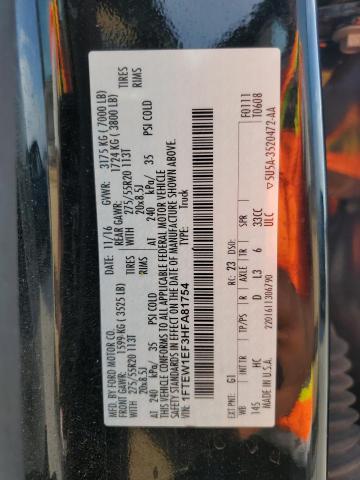 MFD. BY FORD MOTOR CO.
11/16 GVWR: 3175 KG ( 7000 LB)
FRONT GAWR: 1599-KG ( 3525 LB) REAR GAWR: 1724 KG ( 3800 LB)
275/55R20 113T TIRES WITH 275/55R20 113T TIRES
20x8.5J RIMS 20x8.5J RIMS
AT 240 kPa/ 35 PSI COLD AT 240 kPa/ 35 PSI COLD
THIS VEHICLE CONFORMS TO ALL APPLICABLE FEDERAL MOTOR VEHICLE
SAFETY STANDARDS IN EFFECT ON THE DATE OF MANUFACTURE SHOWN ABOVE.
VIN: 1FTEW1EF3HFA81754
TYPE: Truck
F0111
T0608
EXT PNT: G1 RC: 23 DSO:
WB INT TR TP/PS R AXLE TR SPR
145 HC D L3 6 33CC
ULC
2201611306790
MADE IN U.S.A.
▽ 5U5A-3520472-AA